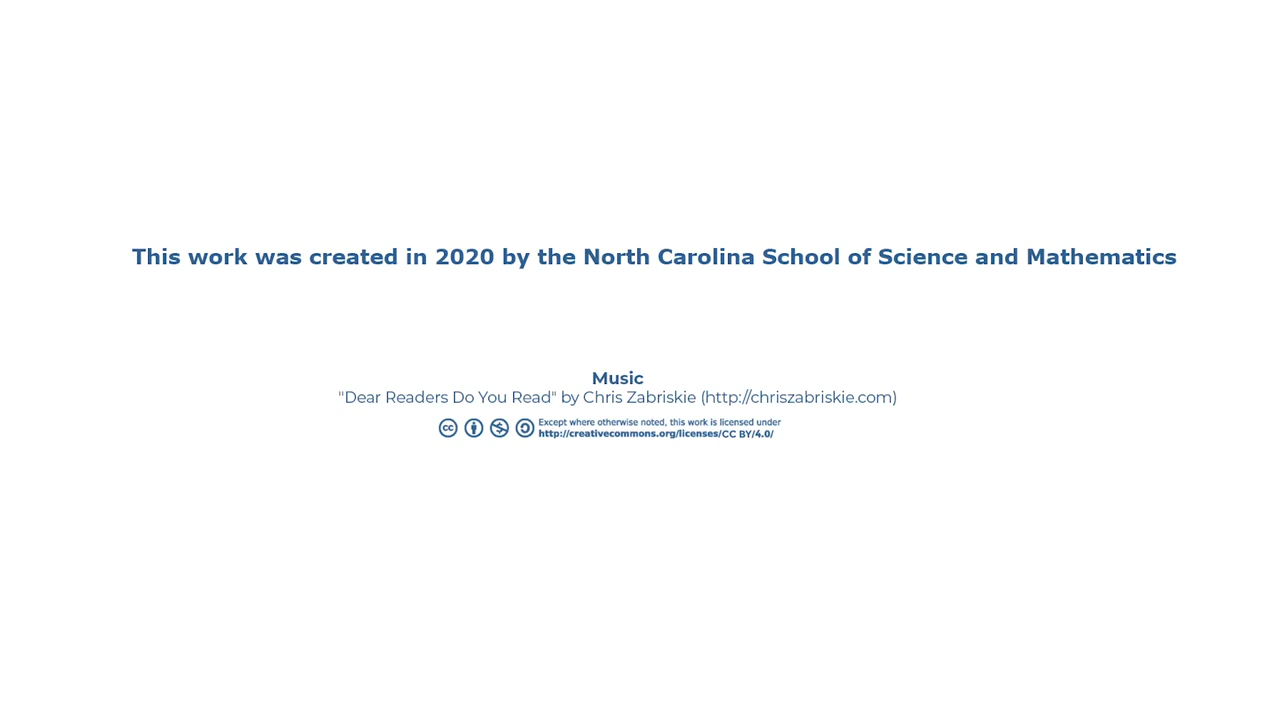 This work was created in 2020 by the North Carolina School of Science and Mathematics
Music
"Dear Readers Do You Read" by Chris Zabriskie (http://chriszabriskie.com)
cc Except where otherwise noted, this work is licensed under
http://creativecommons.org/licenses/CC BY/4.0/